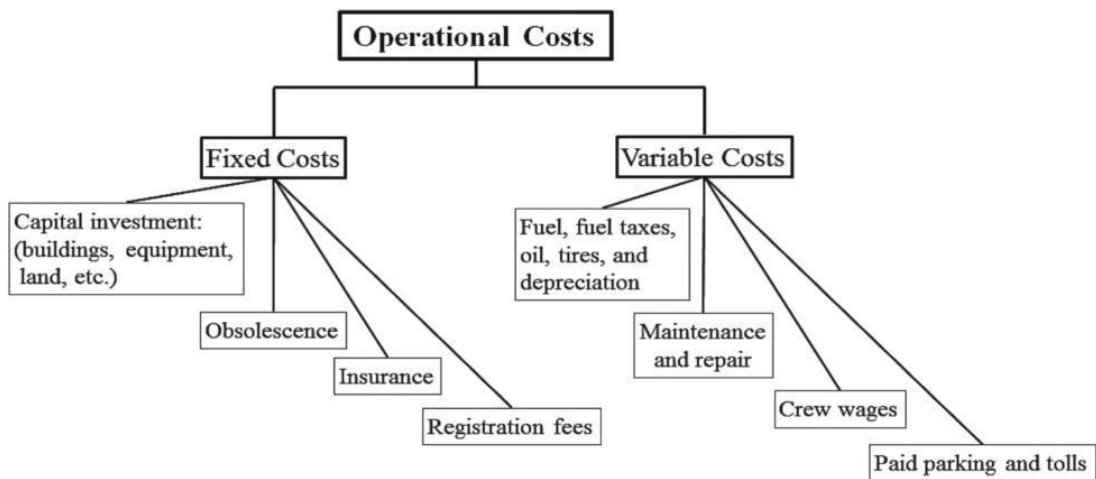 Operational Costs
Fixed Costs
Variable Costs
Capital investment:
(buildings, equipment,
land, etc.)
Obsolescence
Insurance
Registration fees
Fuel, fuel taxes,
oil, tires, and
depreciation
Maintenance
and repair
Crew wages
Paid parking and tolls